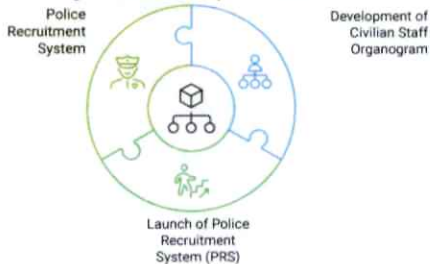 Police
Recruitment
System
Development of
Civilian Staff
Organogram
Launch of Police
Recruitment
System (PRS)